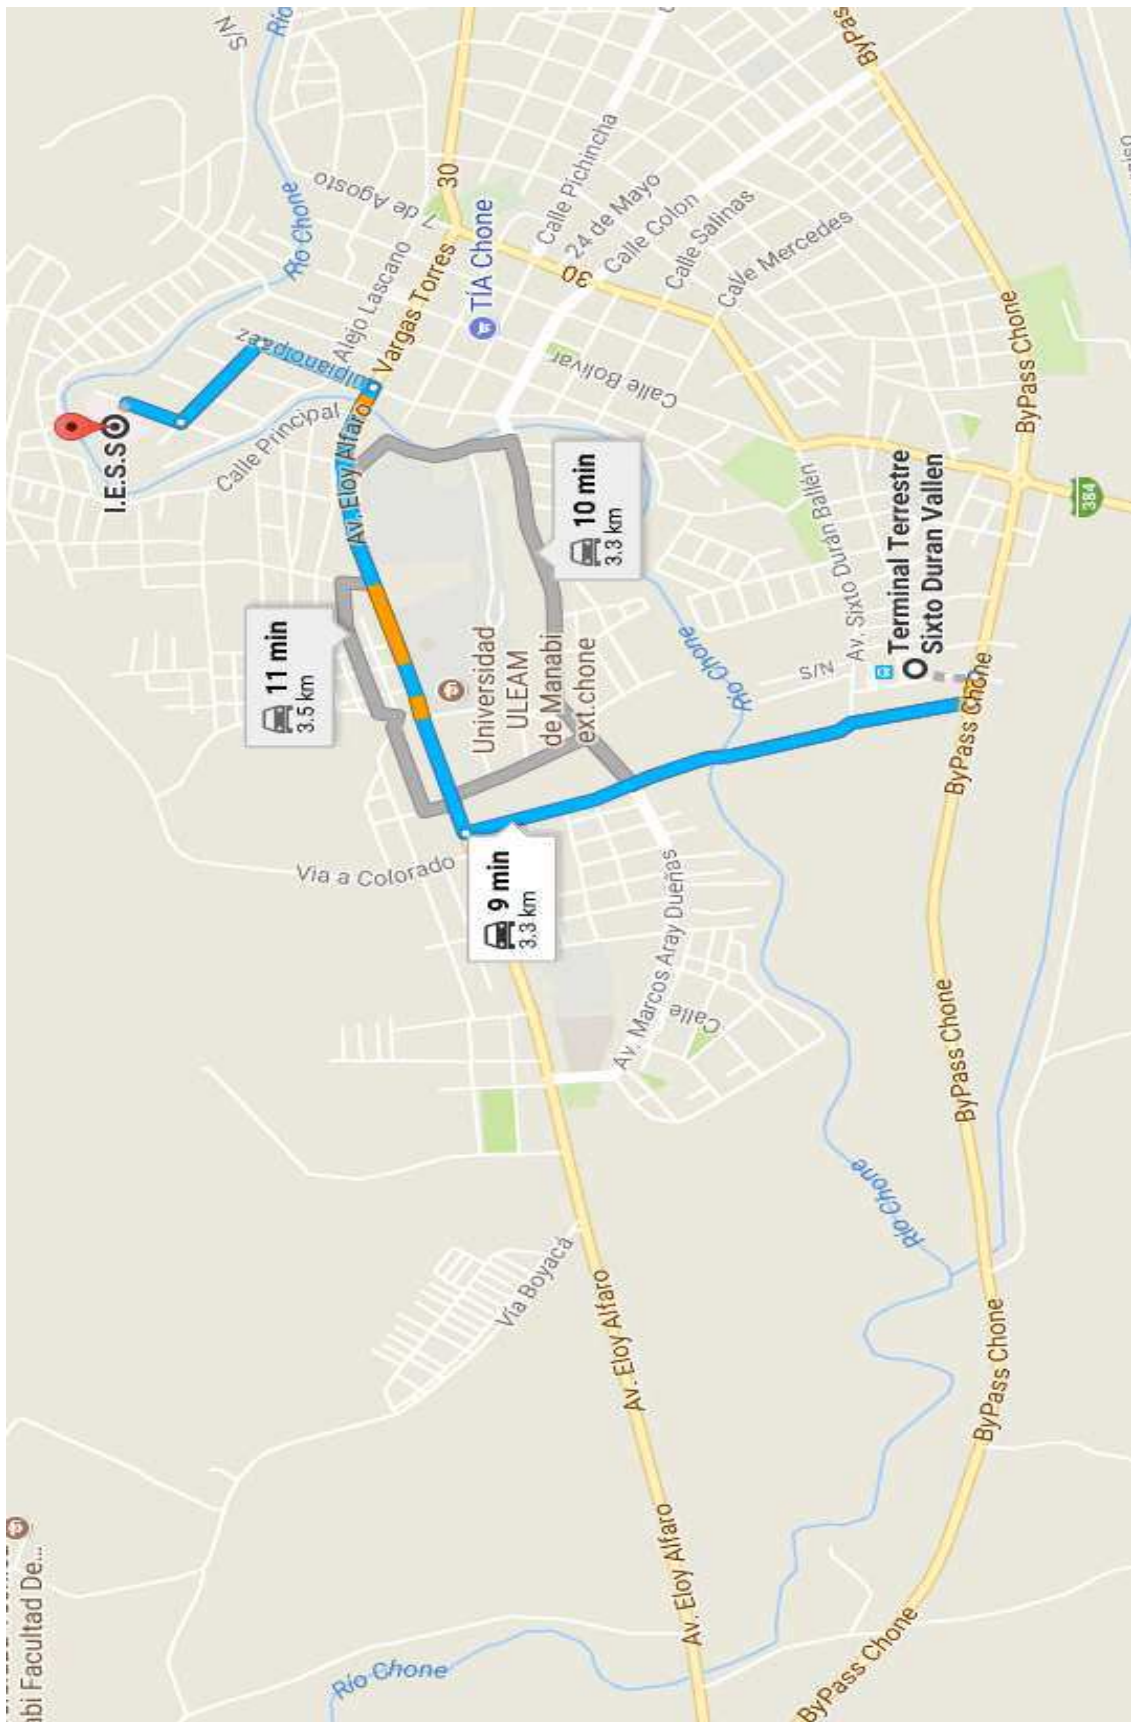 abi Facultad De...
S/N
Río
Río Chone
7 de Agosto
30
Calle Pichincha
24 de Mayo
Calle Colon
Calle Salinas
Calle Mercedes
30
ByPass
TÍA Chone
Vargas Torres
Alejo Lascano
ulpianolpaez
Calle Principal
I.E.S.S
Av. Eloy Alfaro
Calle Bolivar
ByPass Chone
384
10 min
3.3 km
11 min
3.5 km
Universidad
ULEAM
de Manabi
ext.chone
Av. Sixto Durán Ballén
Terminal Terrestre
Sixto Duran Vallen
S/N
Río Chone
ByPass Chone
Via a Colorado
9 min
3.3 km
Av. Marcos Aray Dueñas
Calle
ByPass Chone
Río Chone
Vía Boyacá
Av. Eloy Alfaro
ByPass Chone
Av. Eloy Alfaro
Río Chone
ByPass Chone